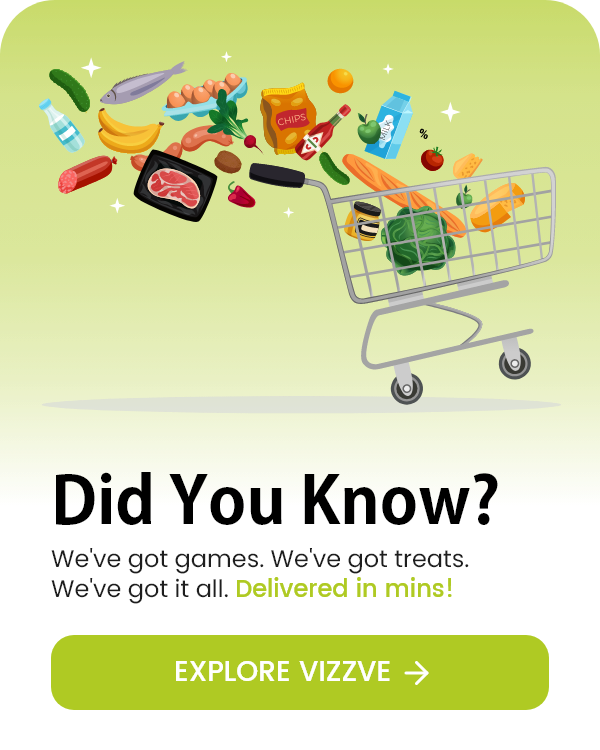 CHIPS
MILK
%
Did You Know?
We've got games. We've got treats.
We've got it all. Delivered in mins!
EXPLORE VIZZVE →